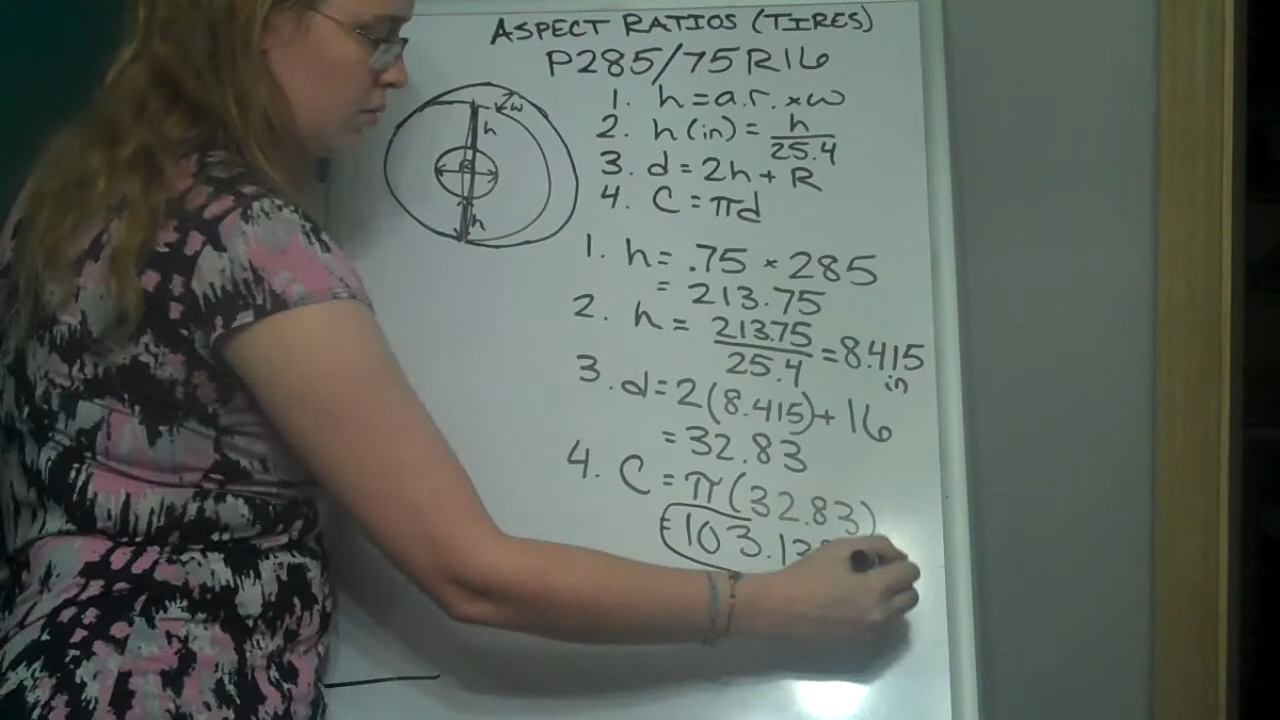 ASPECT RATIOS (TIRES)
P285/75R16
w
h
R
h
1. h = a.r. × w
2. h (in) = h/25.4
3. d = 2h + R
4. C = πd
1. h = .75 × 285
= 213.75
2. h = 213.75/25.4 = 8.415 in
3. d = 2(8.415) + 16
= 32.83
4. C = π(32.83)
= 103.13